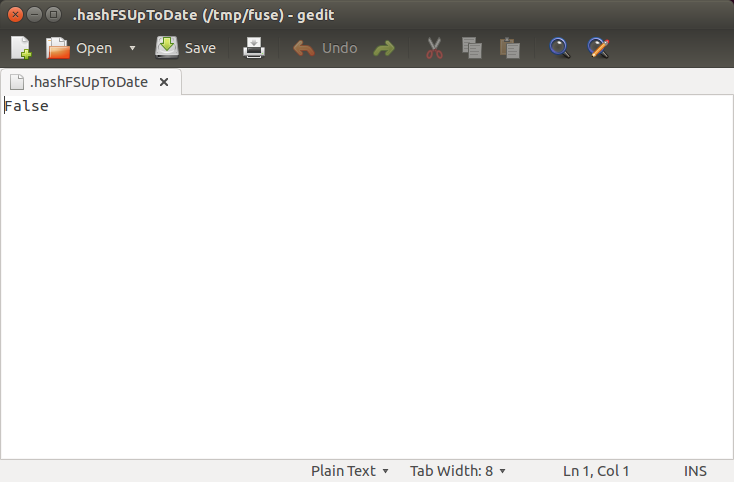 .hashFSUpToDate (/tmp/fuse) - gedit
Open Save Undo
.hashFSUpToDate
False
Plain Text Tab Width: 8 Ln 1, Col 1 INS